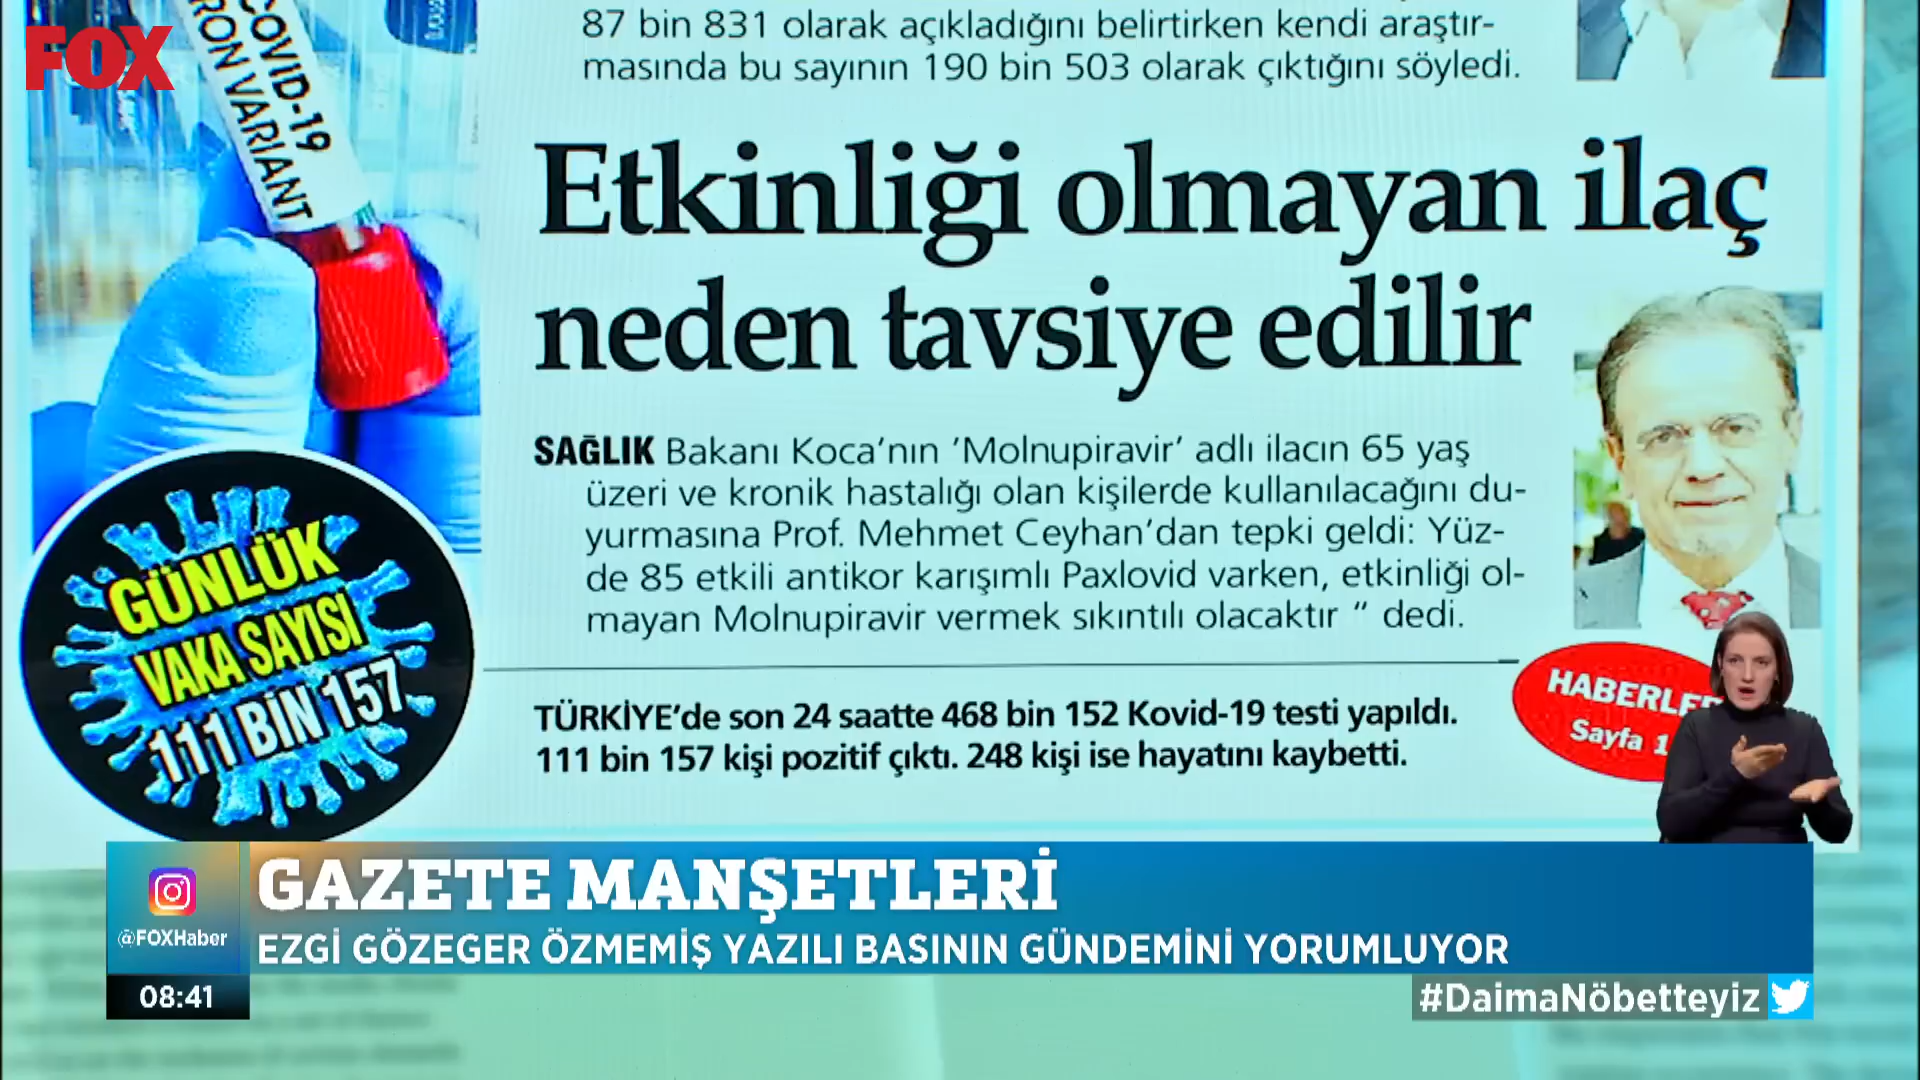 FOX
COVID-19
RON VARIANT
87 bin 831 olarak açıkladığını belirtirken kendi araştır-
masında bu sayının 190 bin 503 olarak çıktığını söyledi.
Etkinliği olmayan ilaç
neden tavsiye edilir
SAĞLIK Bakanı Koca’nın ’Molnupiravir’ adlı ilacın 65 yaş
üzeri ve kronik hastalığı olan kişilerde kullanılacağını du-
yurmasına Prof. Mehmet Ceyhan’dan tepki geldi: Yüz-
de 85 etkili antikor karışımlı Paxlovid varken, etkinliği ol-
mayan Molnupiravir vermek sıkıntılı olacaktır “ dedi.
GÜNLÜK
VAKA SAYISI
111 BİN 157
TÜRKİYE’de son 24 saatte 468 bin 152 Kovid-19 testi yapıldı.
111 bin 157 kişi pozitif çıktı. 248 kişi ise hayatını kaybetti.
HABERLE
Sayfa 1
GAZETE MANŞETLERİ
@FOXHaber
EZGİ GÖZEGER ÖZMEMİŞ YAZILI BASININ GÜNDEMİNİ YORUMLUYOR
08:41
#DaimaNöbetteyiz